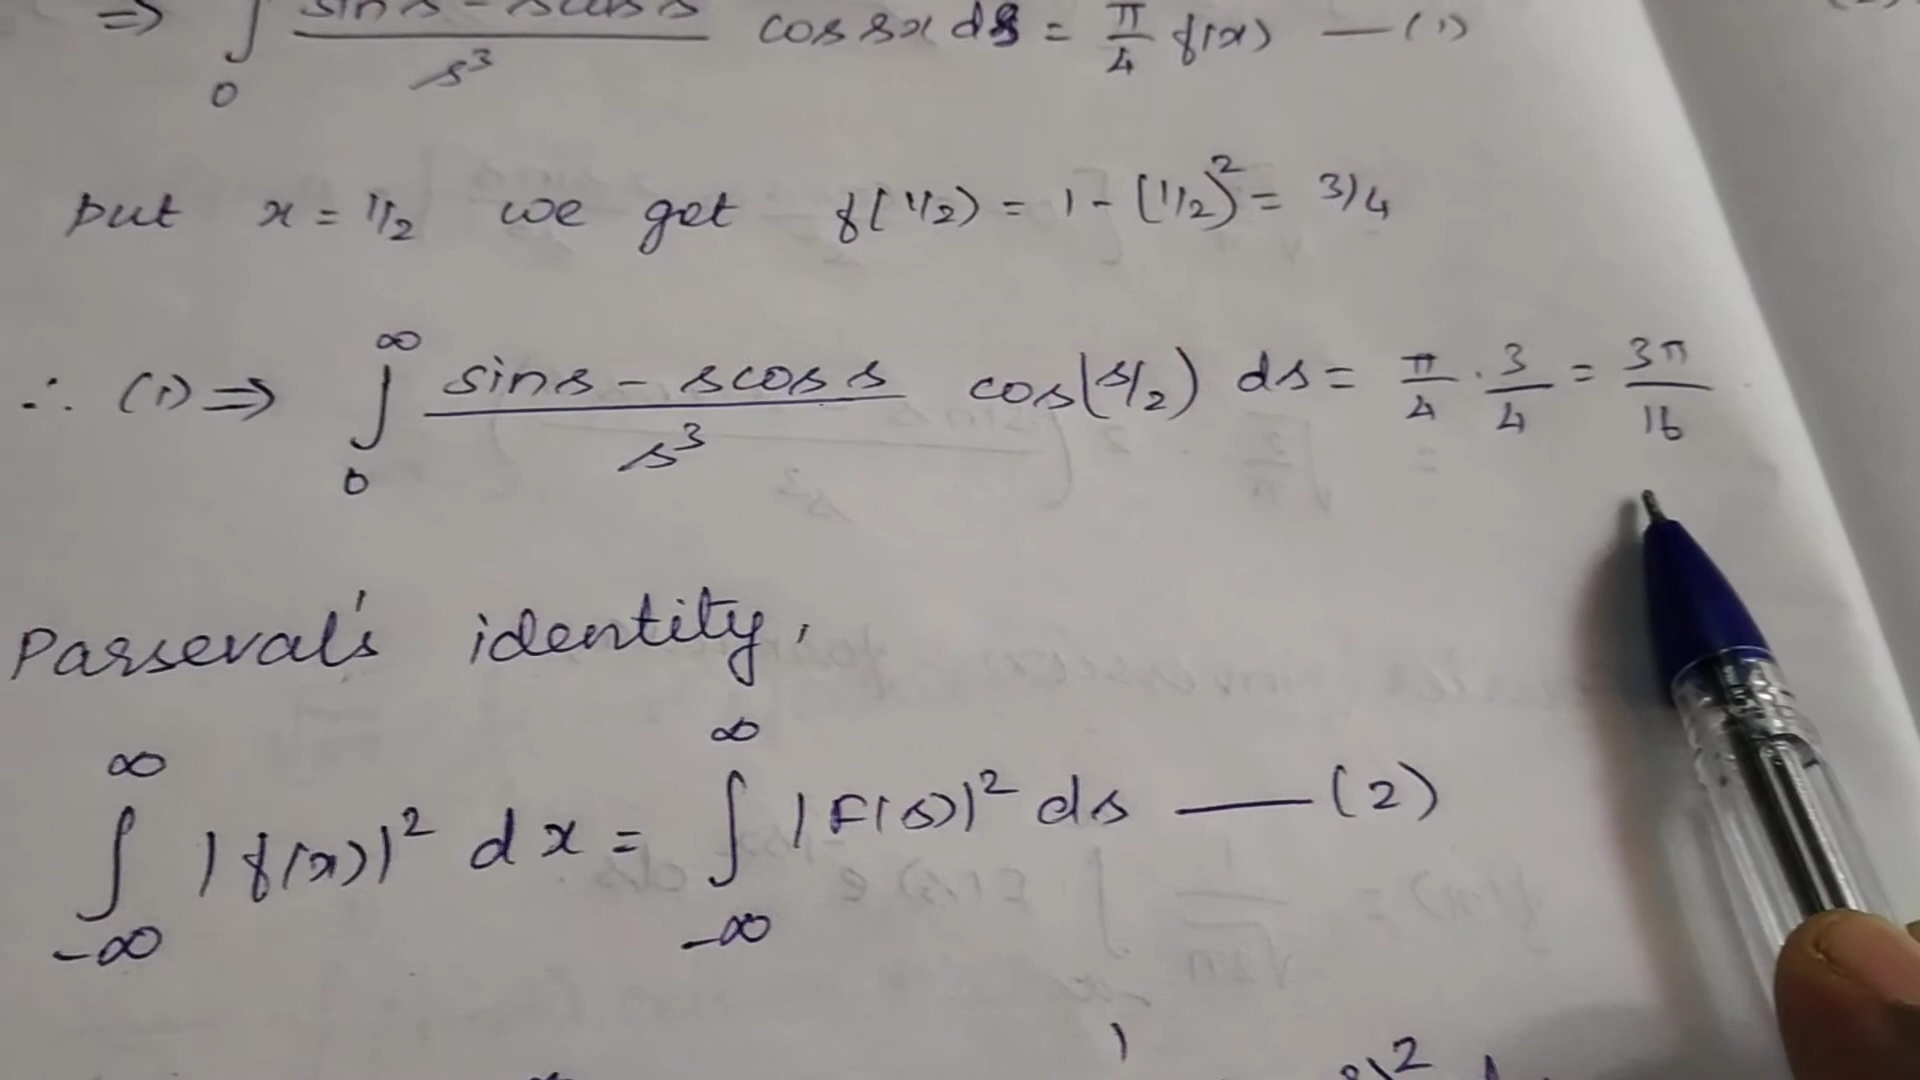 ⇒ ∫₀ (sin s - s cos s)/s³ cos sx ds = π/4 f(x) — (1)
put x = 1/2 we get f(1/2) = 1 - (1/2)² = 3/4
∴ (1) ⇒ ∫₀^∞ (sin s - s cos s)/s³ cos(s/2) ds = π/4 · 3/4 = 3π/16
Parseval's identity,
∫_{-∞}^{∞} |f(x)|² dx = ∫_{-∞}^{∞} |F(s)|² ds — (2)